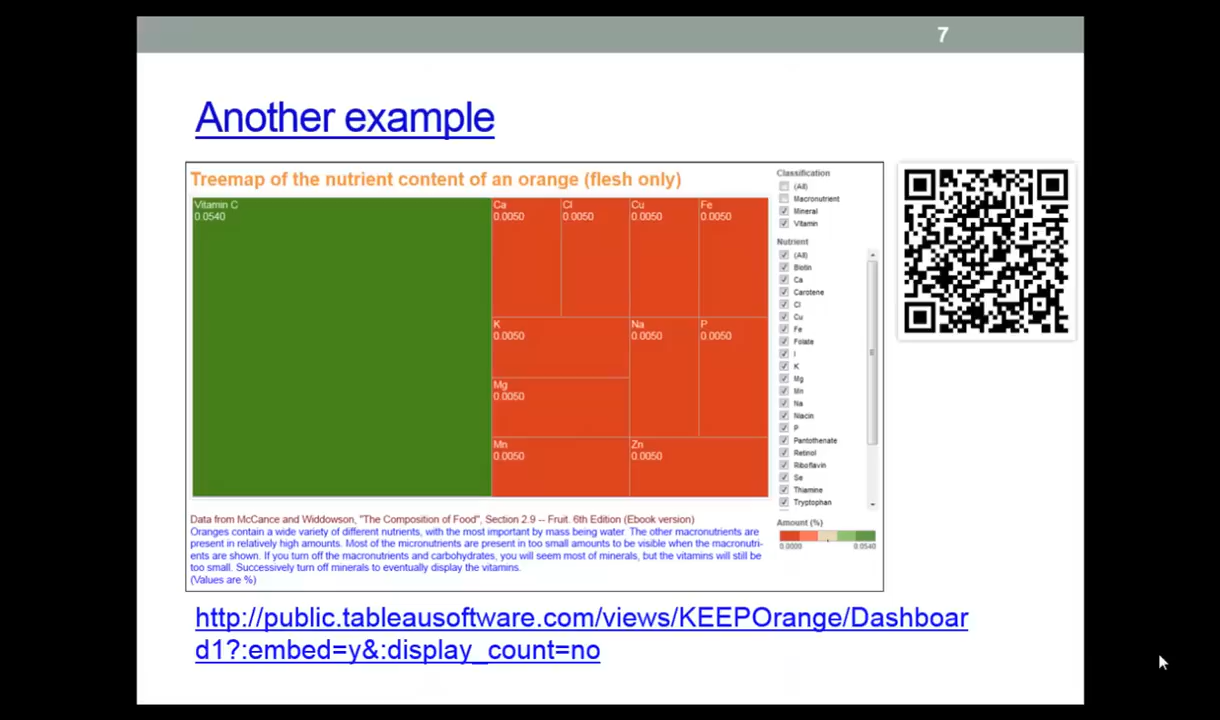 7
Another example
Treemap of the nutrient content of an orange (flesh only)
Vitamin C
0.0540
Ca
0.0050
Cl
0.0050
Cu
0.0050
Fe
0.0050
K
0.0050
Na
0.0050
P
0.0050
Mg
0.0050
Mn
0.0050
Zn
0.0050
Classification
(All)
Macronutrient
Mineral
Vitamin
Nutrient
(All)
Biotin
Ca
Carotene
Cl
Cu
Fe
Folate
I
K
Mg
Mn
Na
Niacin
P
Pantothenate
Retinol
Riboflavin
Se
Thiamine
Tryptophan
Amount (%)
0.0000 0.0540
Data from McCance and Widdowson, "The Composition of Food", Section 2.9 -- Fruit. 6th Edition (Ebook version)
Oranges contain a wide variety of different nutrients, with the most important by mass being water The other macronutrients are
present in relatively high amounts. Most of the micronutrients are present in too small amounts to be visible when the macronutri-
ents are shown. If you turn off the macronutrients and carbohydrates, you will seem most of minerals, but the vitamins will still be
too small. Successively turn off minerals to eventually display the vitamins.
(Values are %)
http://public.tableausoftware.com/views/KEEPOrange/Dashboar
d1?:embed=y&:display_count=no